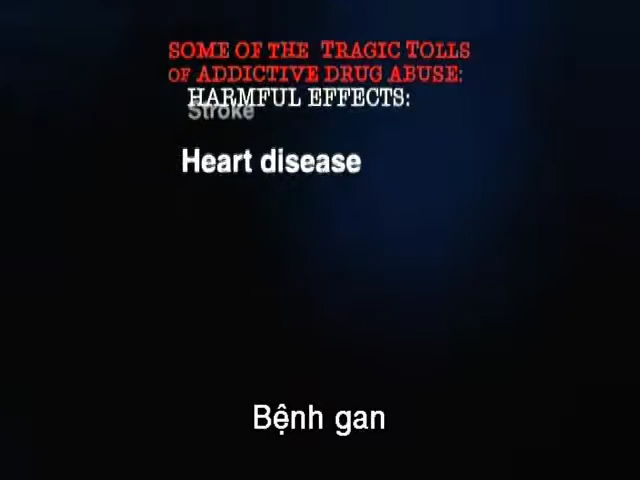 SOME OF THE TRAGIC TOLLS
OF ADDICTIVE DRUG ABUSE:
HARMFUL EFFECTS:
Stroke
Heart disease
Bệnh gan